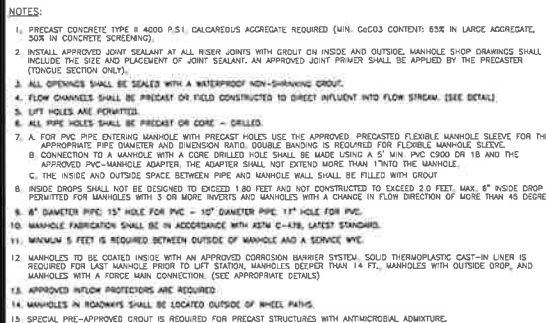 NOTES:
1. PRECAST CONCRETE TYPE II 4000 P.S.I. CALCAREOUS AGGREGATE REQUIRED (MIN. CaCO3 CONTENT: 65% IN LARGE AGGREGATE,
50% IN CONCRETE SCREENING).
2. INSTALL APPROVED JOINT SEALANT AT ALL RISER JOINTS WITH GROUT ON INSIDE AND OUTSIDE. MANHOLE SHOP DRAWINGS SHALL
INCLUDE THE SIZE AND PLACEMENT OF JOINT SEALANT. AN APPROVED JOINT PRIMER SHALL BE APPLIED BY THE PRECASTER
(TONGUE SECTION ONLY).
3. ALL OPENINGS SHALL BE SEALED WITH A WATERPROOF NON-SHRINKING GROUT.
4. FLOW CHANNELS SHALL BE PRECAST OR FIELD CONSTRUCTED TO DIRECT INFLUENT INTO FLOW STREAM. (SEE DETAIL)
5. LIFT HOLES ARE PERMITTED.
6. ALL PIPE HOLES SHALL BE PRECAST OR CORE - DRILLED.
7. A. FOR PVC PIPE ENTERING MANHOLE WITH PRECAST HOLES USE THE APPROVED PRECASTED FLEXIBLE MANHOLE SLEEVE FOR THE
APPROPRIATE PIPE DIAMETER AND DIMENSION RATIO. DOUBLE BANDING IS REQUIRED FOR FLEXIBLE MANHOLE SLEEVE.
B. CONNECTION TO A MANHOLE WITH A CORE DRILLED HOLE SHALL BE MADE USING A 5' MIN. PVC C900 DR 18 AND THE
APPROVED PVC-MANHOLE ADAPTER. THE ADAPTER SHALL NOT EXTEND MORE THAN 1" INTO THE MANHOLE.
C. THE INSIDE AND OUTSIDE SPACE BETWEEN PIPE AND MANHOLE WALL SHALL BE FILLED WITH GROUT
8. INSIDE DROPS SHALL NOT BE DESIGNED TO EXCEED 1.80 FEET AND NOT CONSTRUCTED TO EXCEED 2.0 FEET. MAX. 6" INSIDE DROP
PERMITTED FOR MANHOLES WITH 3 OR MORE INVERTS AND MANHOLES WITH A CHANGE IN FLOW DIRECTION OF MORE THAN 45 DEGRE
9. 8" DIAMETER PIPE: 15" HOLE FOR PVC - 10" DIAMETER PIPE: 17" HOLE FOR PVC.
10. MANHOLE FABRICATION SHALL BE IN ACCORDANCE WITH ASTM C-478, LATEST STANDARD.
11. MINIMUM 5 FEET IS REQUIRED BETWEEN OUTSIDE OF MANHOLE AND A SERVICE WYE.
12. MANHOLES TO BE COATED INSIDE WITH AN APPROVED CORROSION BARRIER SYSTEM. SOLID THERMOPLASTIC CAST-IN LINER IS
REQUIRED FOR LAST MANHOLE PRIOR TO LIFT STATION, MANHOLES DEEPER THAN 14 FT., MANHOLES WITH OUTSIDE DROP, AND
MANHOLES WITH A FORCE MAIN CONNECTION. (SEE APPROPRIATE DETAILS)
13. APPROVED INFLOW PROTECTORS ARE REQUIRED.
14. MANHOLES IN ROADWAYS SHALL BE LOCATED OUTSIDE OF WHEEL PATHS.
15. SPECIAL PRE-APPROVED GROUT IS REQUIRED FOR PRECAST STRUCTURES WITH ANTIMICROBIAL ADMIXTURE.